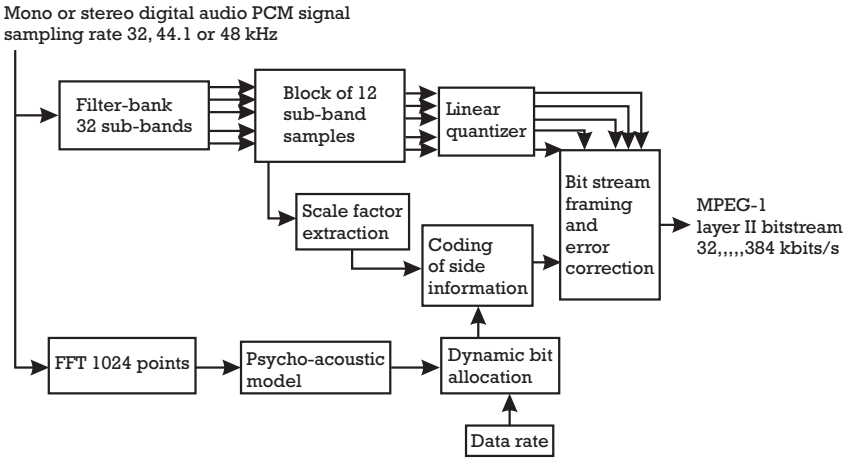 Mono or stereo digital audio PCM signal
sampling rate 32, 44.1 or 48 kHz
Filter-bank
32 sub-bands
Block of 12
sub-band
samples
Linear
quantizer
Bit stream
framing
and
error
correction
MPEG-1
layer II bitstream
32,,,,,384 kbits/s
Scale factor
extraction
Coding
of side
information
FFT 1024 points
Psycho-acoustic
model
Dynamic bit
allocation
Data rate